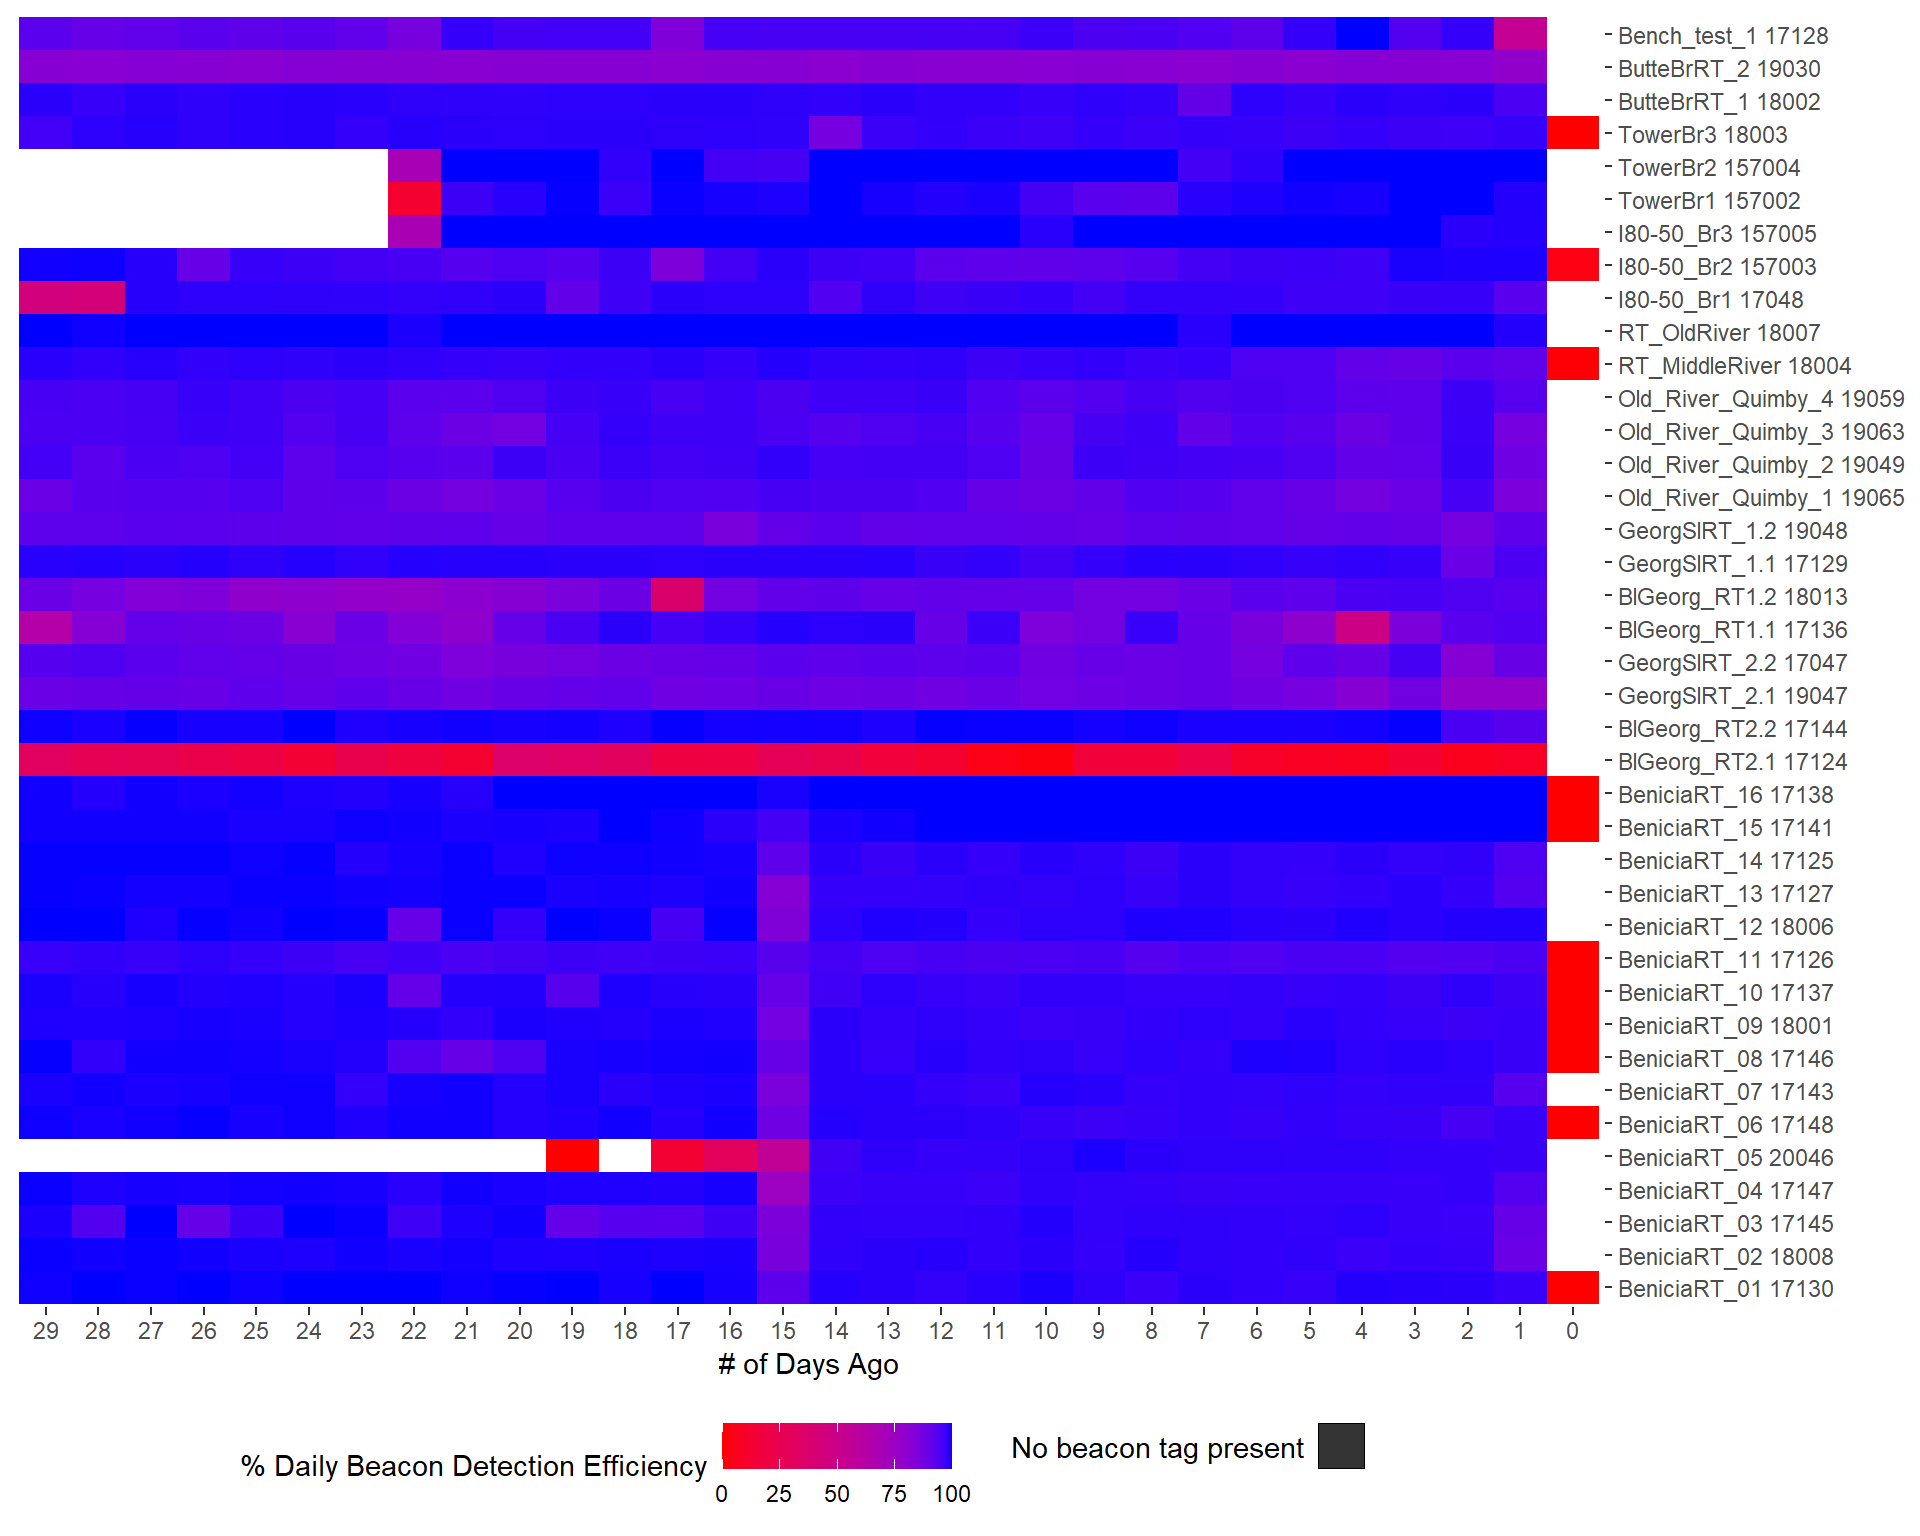 Bench_test_1 17128
ButteBrRT_2 19030
ButteBrRT_1 18002
TowerBr3 18003
TowerBr2 157004
TowerBr1 157002
I80-50_Br3 157005
I80-50_Br2 157003
I80-50_Br1 17048
RT_OldRiver 18007
RT_MiddleRiver 18004
Old_River_Quimby_4 19059
Old_River_Quimby_3 19063
Old_River_Quimby_2 19049
Old_River_Quimby_1 19065
GeorgSlRT_1.2 19048
GeorgSlRT_1.1 17129
BlGeorg_RT1.2 18013
BlGeorg_RT1.1 17136
GeorgSlRT_2.2 17047
GeorgSlRT_2.1 19047
BlGeorg_RT2.2 17144
BlGeorg_RT2.1 17124
BeniciaRT_16 17138
BeniciaRT_15 17141
BeniciaRT_14 17125
BeniciaRT_13 17127
BeniciaRT_12 18006
BeniciaRT_11 17126
BeniciaRT_10 17137
BeniciaRT_09 18001
BeniciaRT_08 17146
BeniciaRT_07 17143
BeniciaRT_06 17148
BeniciaRT_05 20046
BeniciaRT_04 17147
BeniciaRT_03 17145
BeniciaRT_02 18008
BeniciaRT_01 17130
29 28 27 26 25 24 23 22 21 20 19 18 17 16 15 14 13 12 11 10 9 8 7 6 5 4 3 2 1 0
# of Days Ago
% Daily Beacon Detection Efficiency
0 25 50 75 100
No beacon tag present